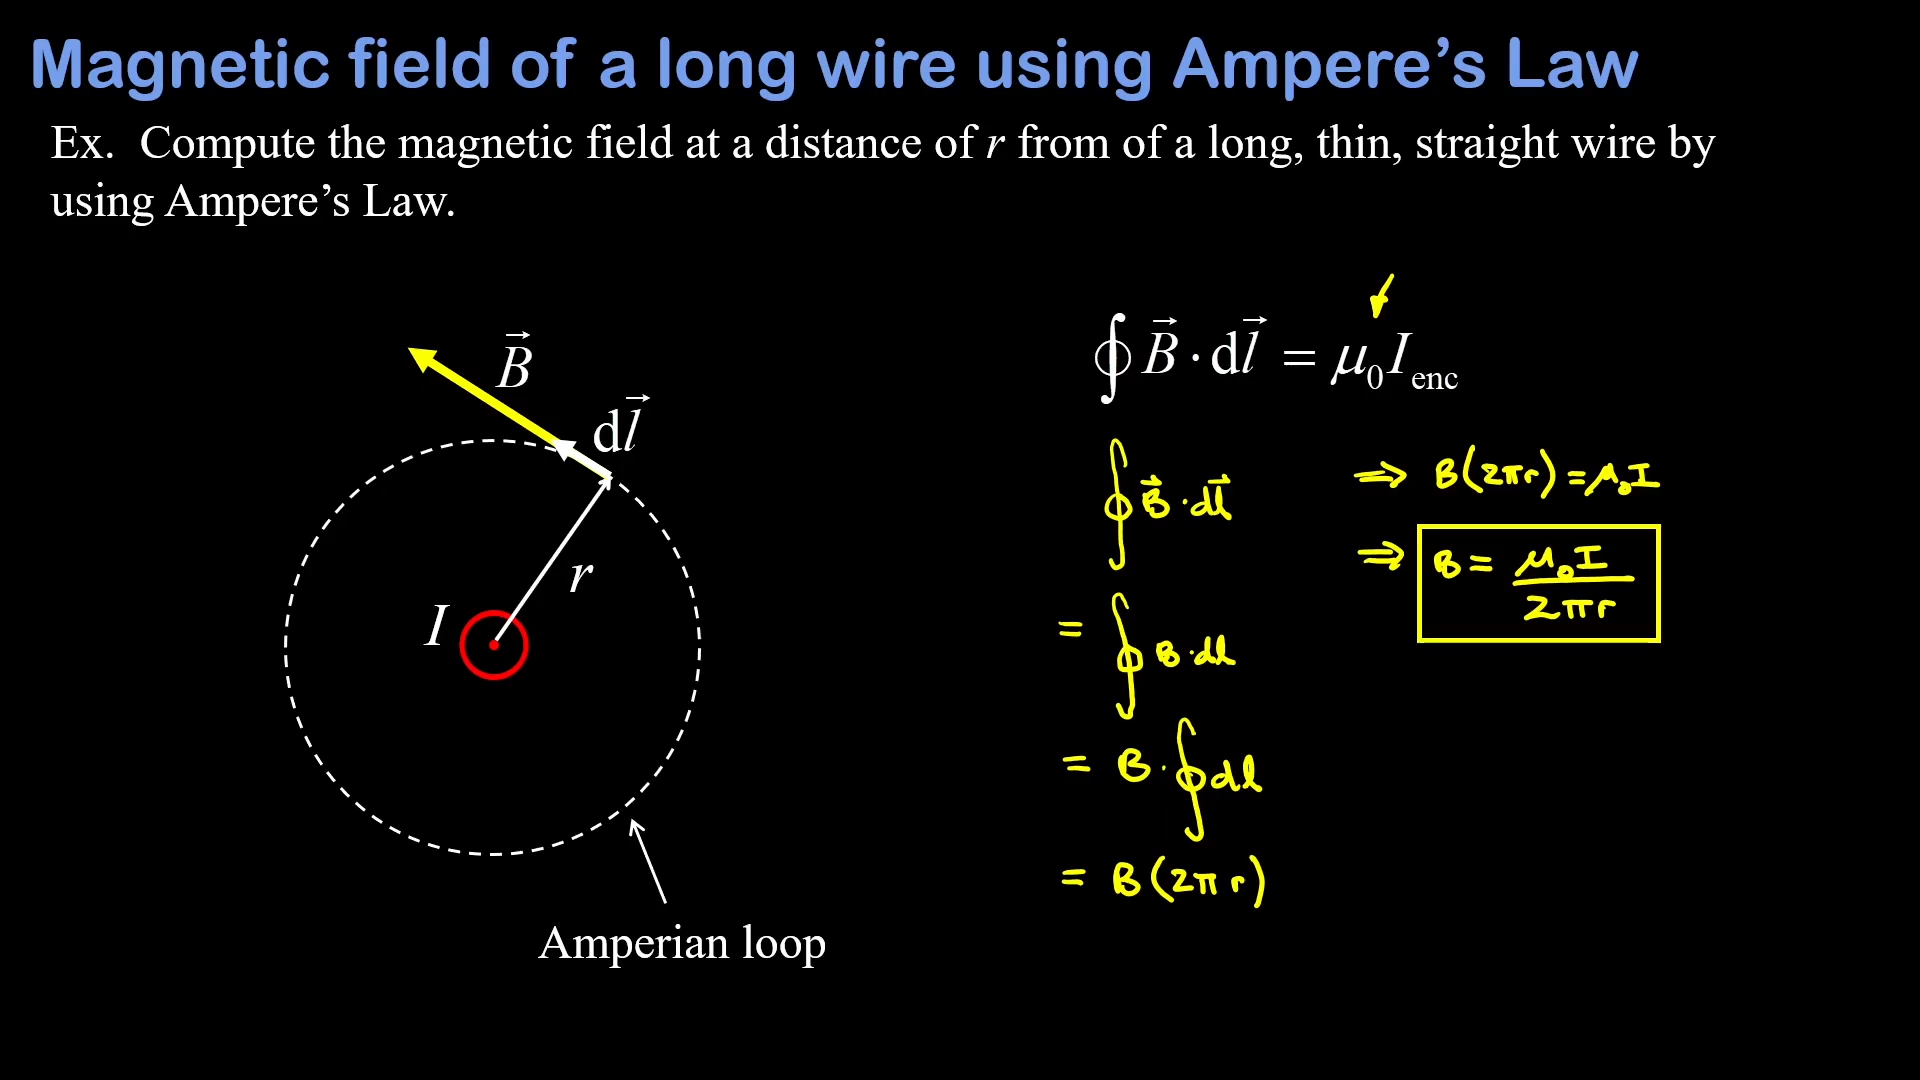 Magnetic field of a long wire using Ampere’s Law
Ex. Compute the magnetic field at a distance of r from of a long, thin, straight wire by
using Ampere’s Law.
B⃗
dl⃗
r
I
Amperian loop
∮ B⃗ · dl⃗ = μ₀I_enc
∮ B⃗ · dl⃗
= ∮ B · dl
= B · ∮ dl
= B (2πr)
⇒ B(2πr) = μ₀I
⇒ B = μ₀I / 2πr